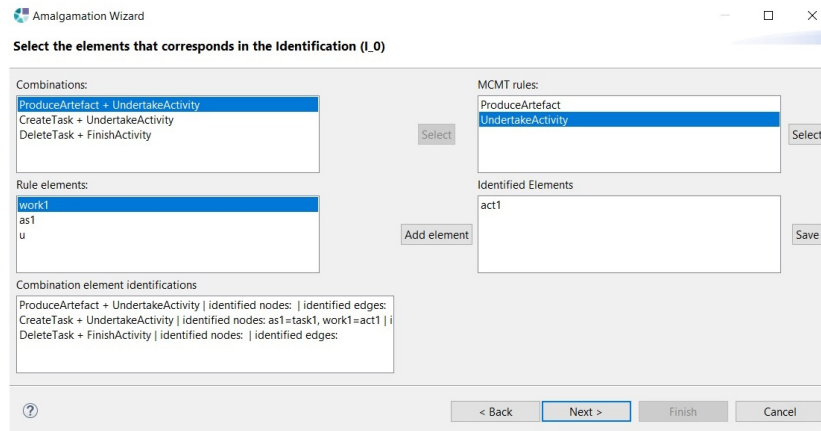 Amalgamation Wizard
Select the elements that corresponds in the Identification (I_0)
Combinations:
ProduceArtefact + UndertakeActivity
CreateTask + UndertakeActivity
DeleteTask + FinishActivity
Select
MCMT rules:
ProduceArtefact
UndertakeActivity
Select
Rule elements:
work1
as1
u
Add element
Identified Elements
act1
Save
Combination element identifications
ProduceArtefact + UndertakeActivity | identified nodes: | identified edges:
CreateTask + UndertakeActivity | identified nodes: as1=task1, work1=act1 | i
DeleteTask + FinishActivity | identified nodes: | identified edges:
?
< Back
Next >
Finish
Cancel